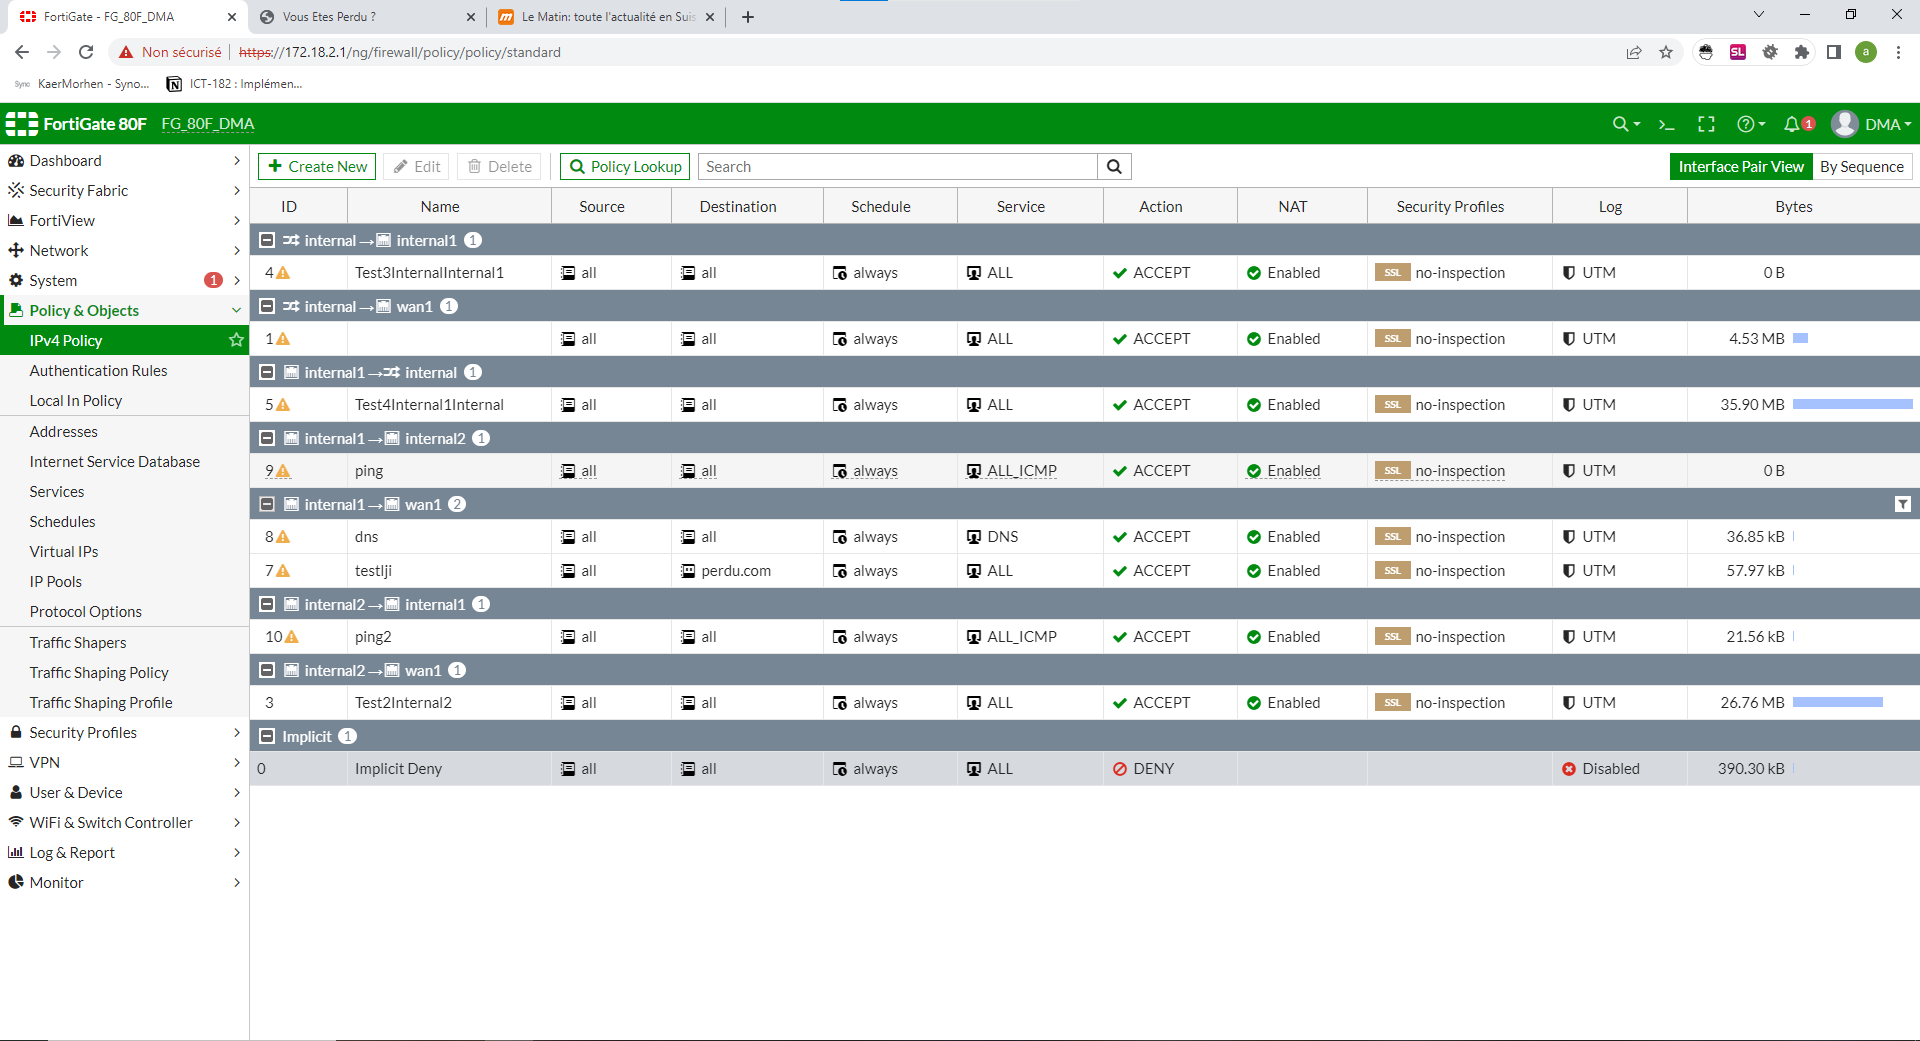 FortiGate - FG_80F_DMA
Vous Etes Perdu ?
Le Matin: toute l'actualité en Suis
Non sécurisé
https://172.18.2.1/ng/firewall/policy/policy/standard
SL
a
Sync KaerMorhen - Syno...
ICT-182 : Implémen...
FortiGate 80F FG_80F_DMA
1 DMA
Dashboard
Security Fabric
FortiView
Network
System 1
Policy & Objects
IPv4 Policy
Authentication Rules
Local In Policy
Addresses
Internet Service Database
Services
Schedules
Virtual IPs
IP Pools
Protocol Options
Traffic Shapers
Traffic Shaping Policy
Traffic Shaping Profile
Security Profiles
VPN
User & Device
WiFi & Switch Controller
Log & Report
Monitor
Create New Edit Delete Policy Lookup Search Interface Pair View By Sequence
ID Name Source Destination Schedule Service Action NAT Security Profiles Log Bytes
internal → internal1 1
4 Test3InternalInternal1 all all always ALL ACCEPT Enabled SSL no-inspection UTM 0 B
internal → wan1 1
1 all all always ALL ACCEPT Enabled SSL no-inspection UTM 4.53 MB
internal1 → internal 1
5 Test4Internal1Internal all all always ALL ACCEPT Enabled SSL no-inspection UTM 35.90 MB
internal1 → internal2 1
9 ping all all always ALL_ICMP ACCEPT Enabled SSL no-inspection UTM 0 B
internal1 → wan1 2
8 dns all all always DNS ACCEPT Enabled SSL no-inspection UTM 36.85 kB
7 testlji all perdu.com always ALL ACCEPT Enabled SSL no-inspection UTM 57.97 kB
internal2 → internal1 1
10 ping2 all all always ALL_ICMP ACCEPT Enabled SSL no-inspection UTM 21.56 kB
internal2 → wan1 1
3 Test2Internal2 all all always ALL ACCEPT Enabled SSL no-inspection UTM 26.76 MB
Implicit 1
0 Implicit Deny all all always ALL DENY Disabled 390.30 kB